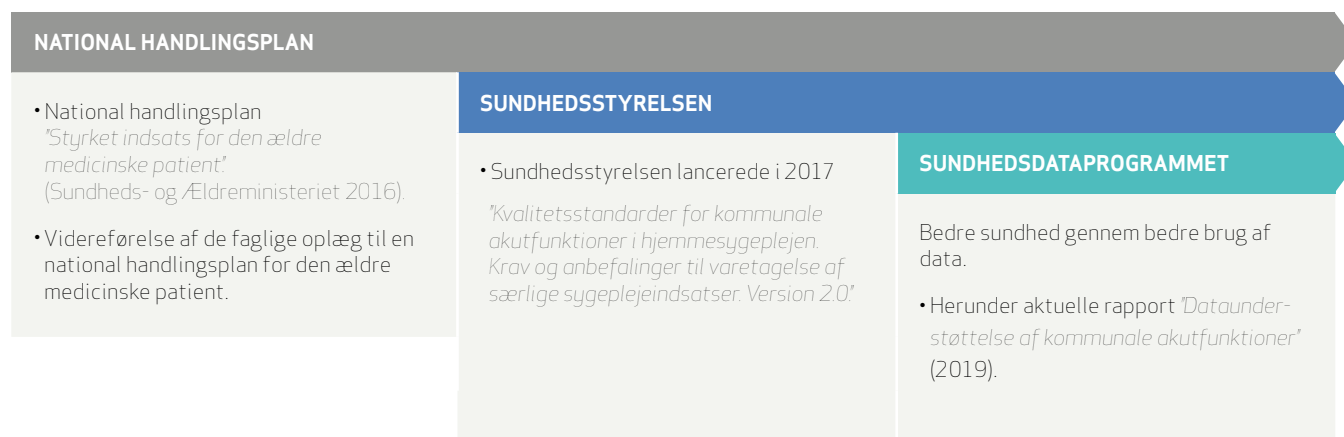 NATIONAL HANDLINGSPLAN
• National handlingsplan
"Styrket indsats for den ældre
medicinske patient".
(Sundheds- og Ældreministeriet 2016).
• Videreførelse af de faglige oplæg til en
national handlingsplan for den ældre
medicinske patient.
SUNDHEDSSTYRELSEN
• Sundhedsstyrelsen lancerede i 2017
"Kvalitetsstandarder for kommunale
akutfunktioner i hjemmesygeplejen.
Krav og anbefalinger til varetagelse af
særlige sygeplejeindsatser. Version 2.0."
SUNDHEDSDATAPROGRAMMET
Bedre sundhed gennem bedre brug af
data.
• Herunder aktuelle rapport "Dataunder-
støttelse af kommunale akutfunktioner"
(2019).